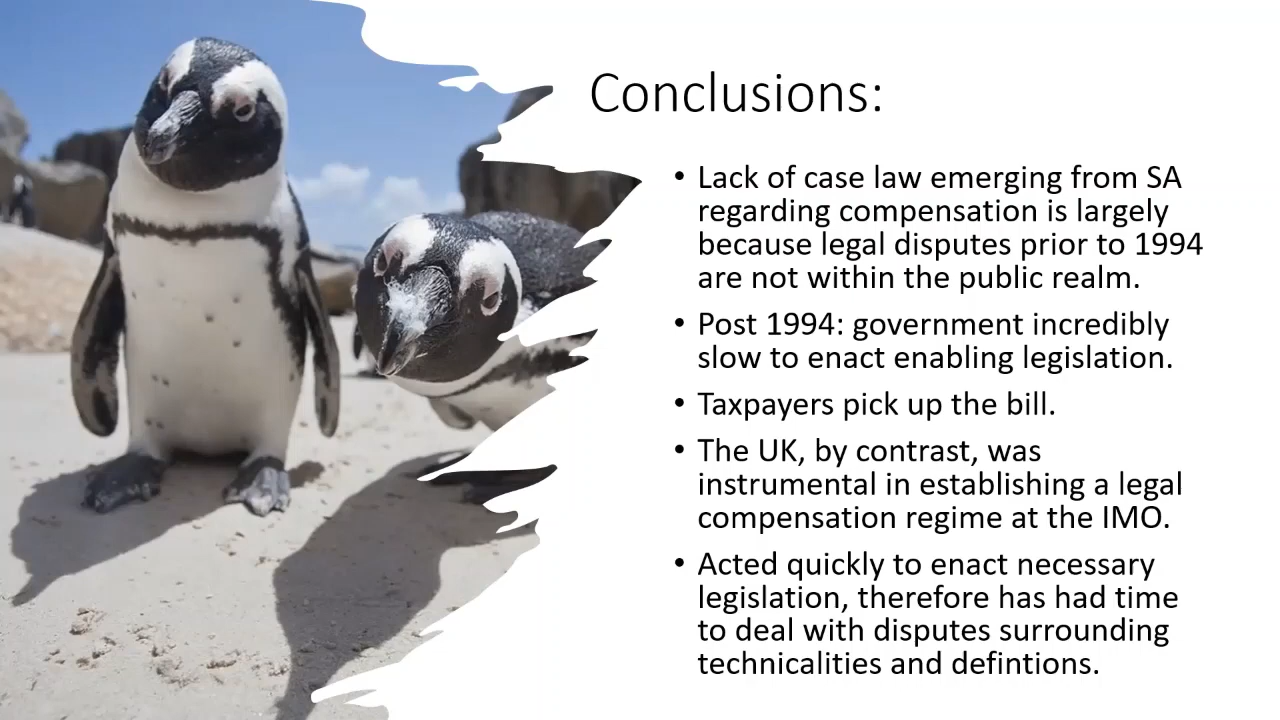 Conclusions:
• Lack of case law emerging from SA
regarding compensation is largely
because legal disputes prior to 1994
are not within the public realm.
• Post 1994: government incredibly
slow to enact enabling legislation.
• Taxpayers pick up the bill.
• The UK, by contrast, was
instrumental in establishing a legal
compensation regime at the IMO.
• Acted quickly to enact necessary
legislation, therefore has had time
to deal with disputes surrounding
technicalities and defintions.